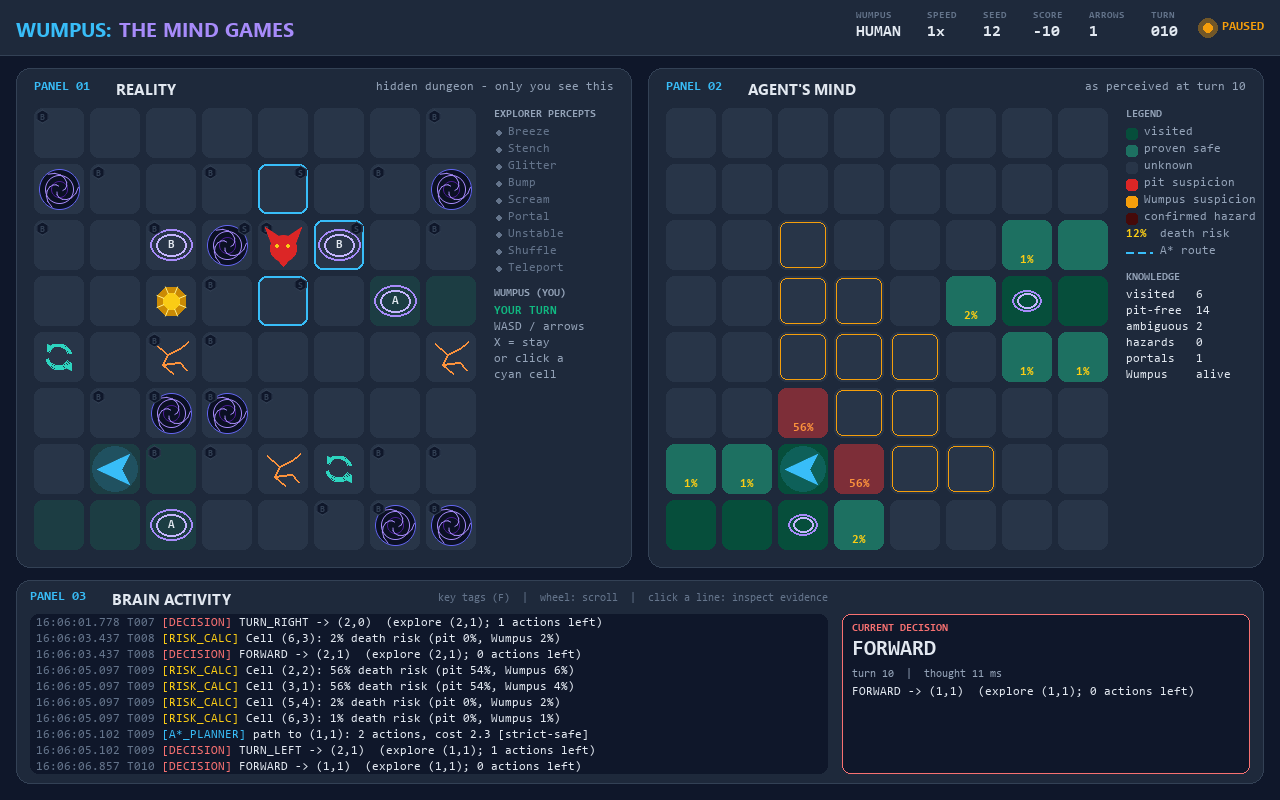 WUMPUS: THE MIND GAMES
WUMPUS SPEED SEED SCORE ARROWS TURN
HUMAN 1x 12 -10 1 010 PAUSED
PANEL 01 REALITY hidden dungeon - only you see this
B B
B B B
B B S B
B S
S
A
B B
B B
B B B B
A B
EXPLORER PERCEPTS
Breeze
Stench
Glitter
Bump
Scream
Portal
Unstable
Shuffle
Teleport
WUMPUS (YOU)
YOUR TURN
WASD / arrows
X = stay
or click a
cyan cell
PANEL 02 AGENT'S MIND as perceived at turn 10
1%
2%
1% 1%
56%
1% 1% 56%
2%
LEGEND
visited
proven safe
unknown
pit suspicion
Wumpus suspicion
confirmed hazard
12% death risk
A* route
KNOWLEDGE
visited 6
pit-free 14
ambiguous 2
hazards 0
portals 1
Wumpus alive
PANEL 03 BRAIN ACTIVITY key tags (F) | wheel: scroll | click a line: inspect evidence
16:06:01.778 T007 [DECISION] TURN_RIGHT -> (2,0) (explore (2,1); 1 actions left)
16:06:03.437 T008 [RISK_CALC] Cell (6,3): 2% death risk (pit 0%, Wumpus 2%)
16:06:03.437 T008 [DECISION] FORWARD -> (2,1) (explore (2,1); 0 actions left)
16:06:05.097 T009 [RISK_CALC] Cell (2,2): 56% death risk (pit 54%, Wumpus 6%)
16:06:05.097 T009 [RISK_CALC] Cell (3,1): 56% death risk (pit 54%, Wumpus 4%)
16:06:05.097 T009 [RISK_CALC] Cell (5,4): 2% death risk (pit 0%, Wumpus 2%)
16:06:05.097 T009 [RISK_CALC] Cell (6,3): 1% death risk (pit 0%, Wumpus 1%)
16:06:05.102 T009 [A*_PLANNER] path to (1,1): 2 actions, cost 2.3 [strict-safe]
16:06:05.102 T009 [DECISION] TURN_LEFT -> (2,1) (explore (1,1); 1 actions left)
16:06:06.857 T010 [DECISION] FORWARD -> (1,1) (explore (1,1); 0 actions left)
CURRENT DECISION
FORWARD
turn 10 | thought 11 ms
FORWARD -> (1,1) (explore (1,1); 0 actions left)